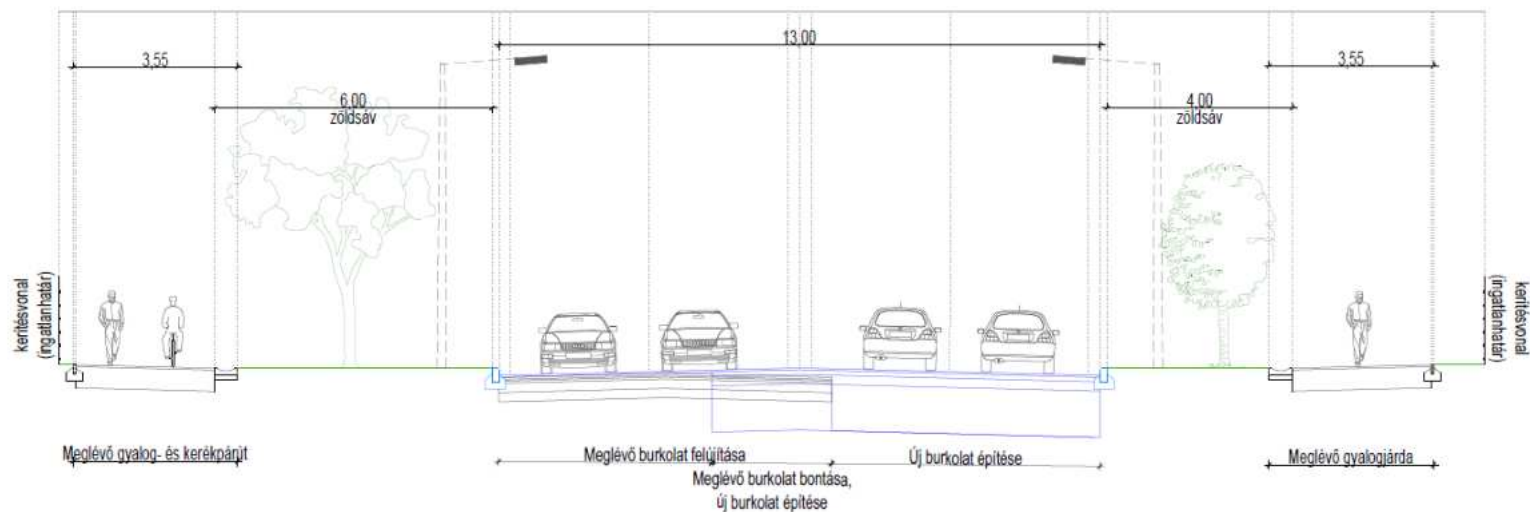 13,00
3,55
3,55
6,00
zöldsáv
4,00
zöldsáv
kerítésvonal
(ingatlanhatár)
kerítésvonal
(ingatlanhatár)
Meglévő gyalog- és kerékpárút
Meglévő burkolat felújítása
Új burkolat építése
Meglévő gyalogjárda
Meglévő burkolat bontása,
új burkolat építése